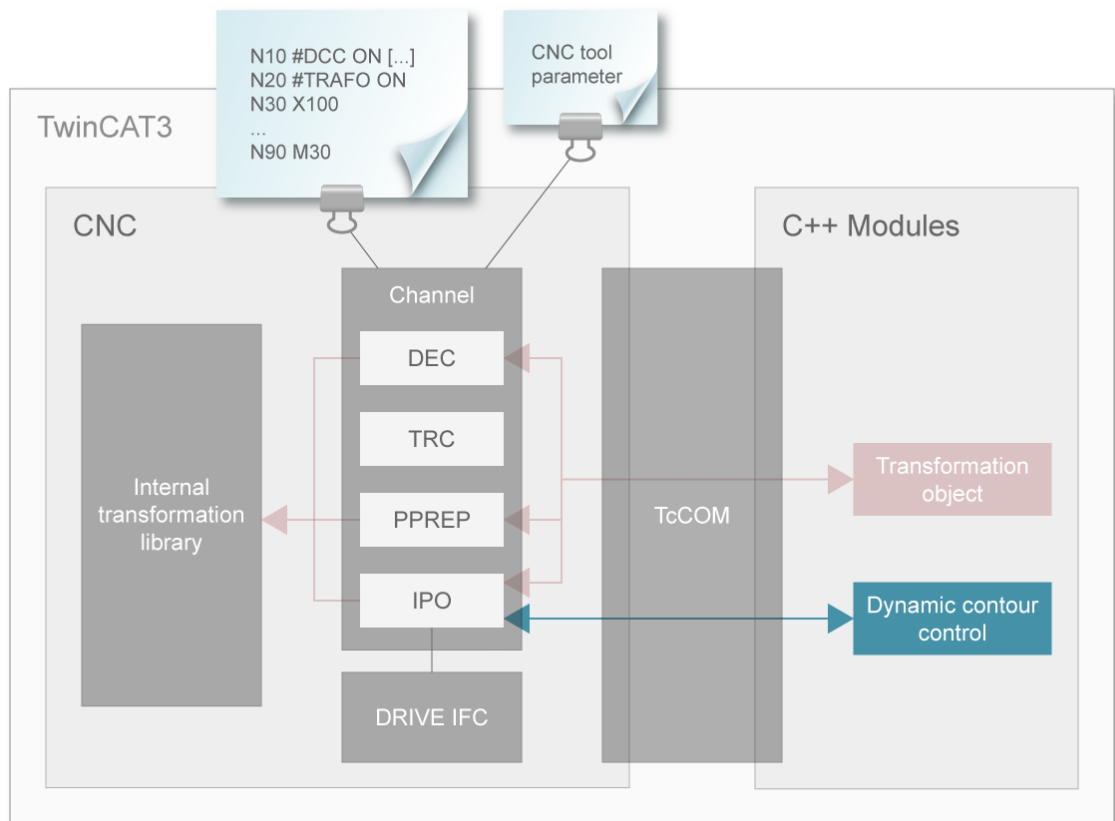 N10 #DCC ON [...]
N20 #TRAFO ON
N30 X100
...
N90 M30
CNC tool
parameter
TwinCAT3
CNC
C++ Modules
Channel
DEC
TRC
PPREP
IPO
DRIVE IFC
Internal
transformation
library
TcCOM
Transformation
object
Dynamic contour
control